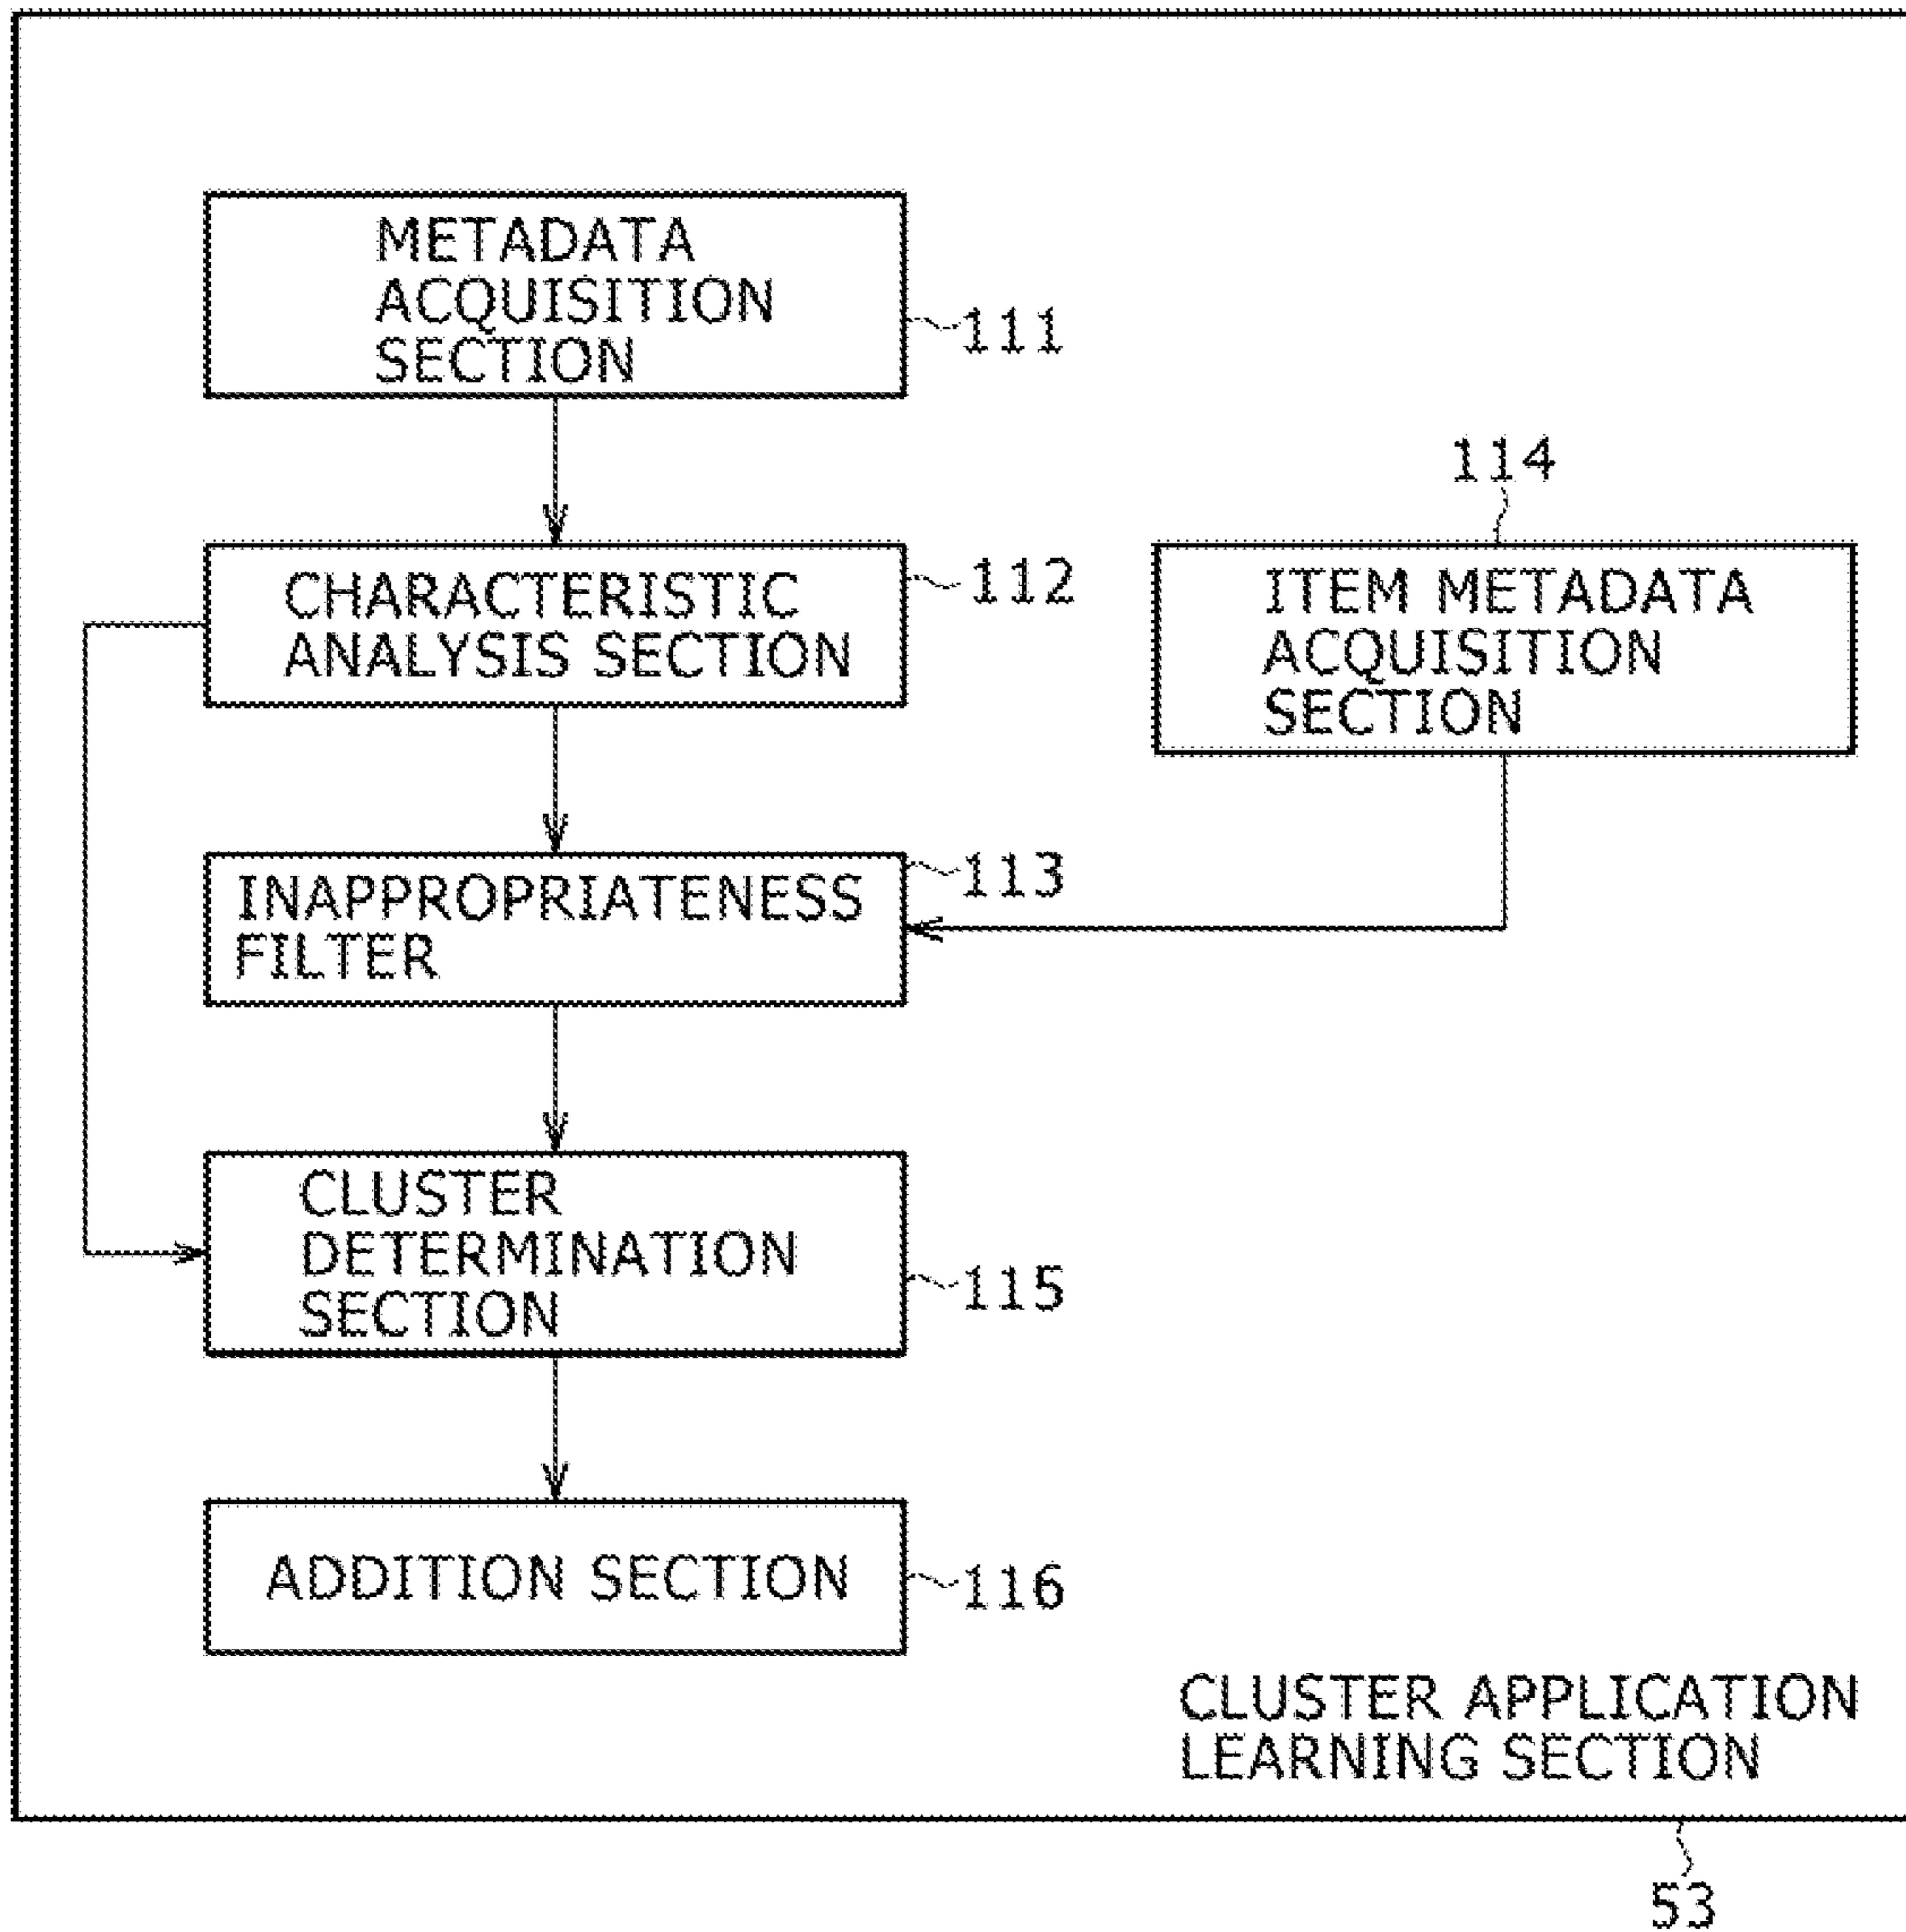 METADATA
ACQUISITION
SECTION
111
114
CHARACTERISTIC
ANALYSIS SECTION
112
ITEM METADATA
ACQUISITION
SECTION
INAPPROPRIATENESS
FILTER
113
CLUSTER
DETERMINATION
SECTION
115
ADDITION SECTION
116
CLUSTER APPLICATION
LEARNING SECTION
53